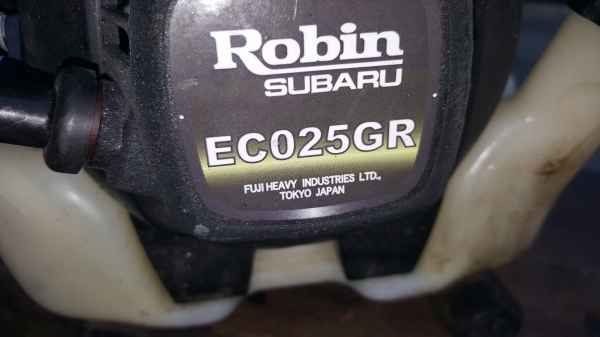 Robin
SUBARU
EC025GR
FUJI HEAVY INDUSTRIES LTD.,
TOKYO JAPAN